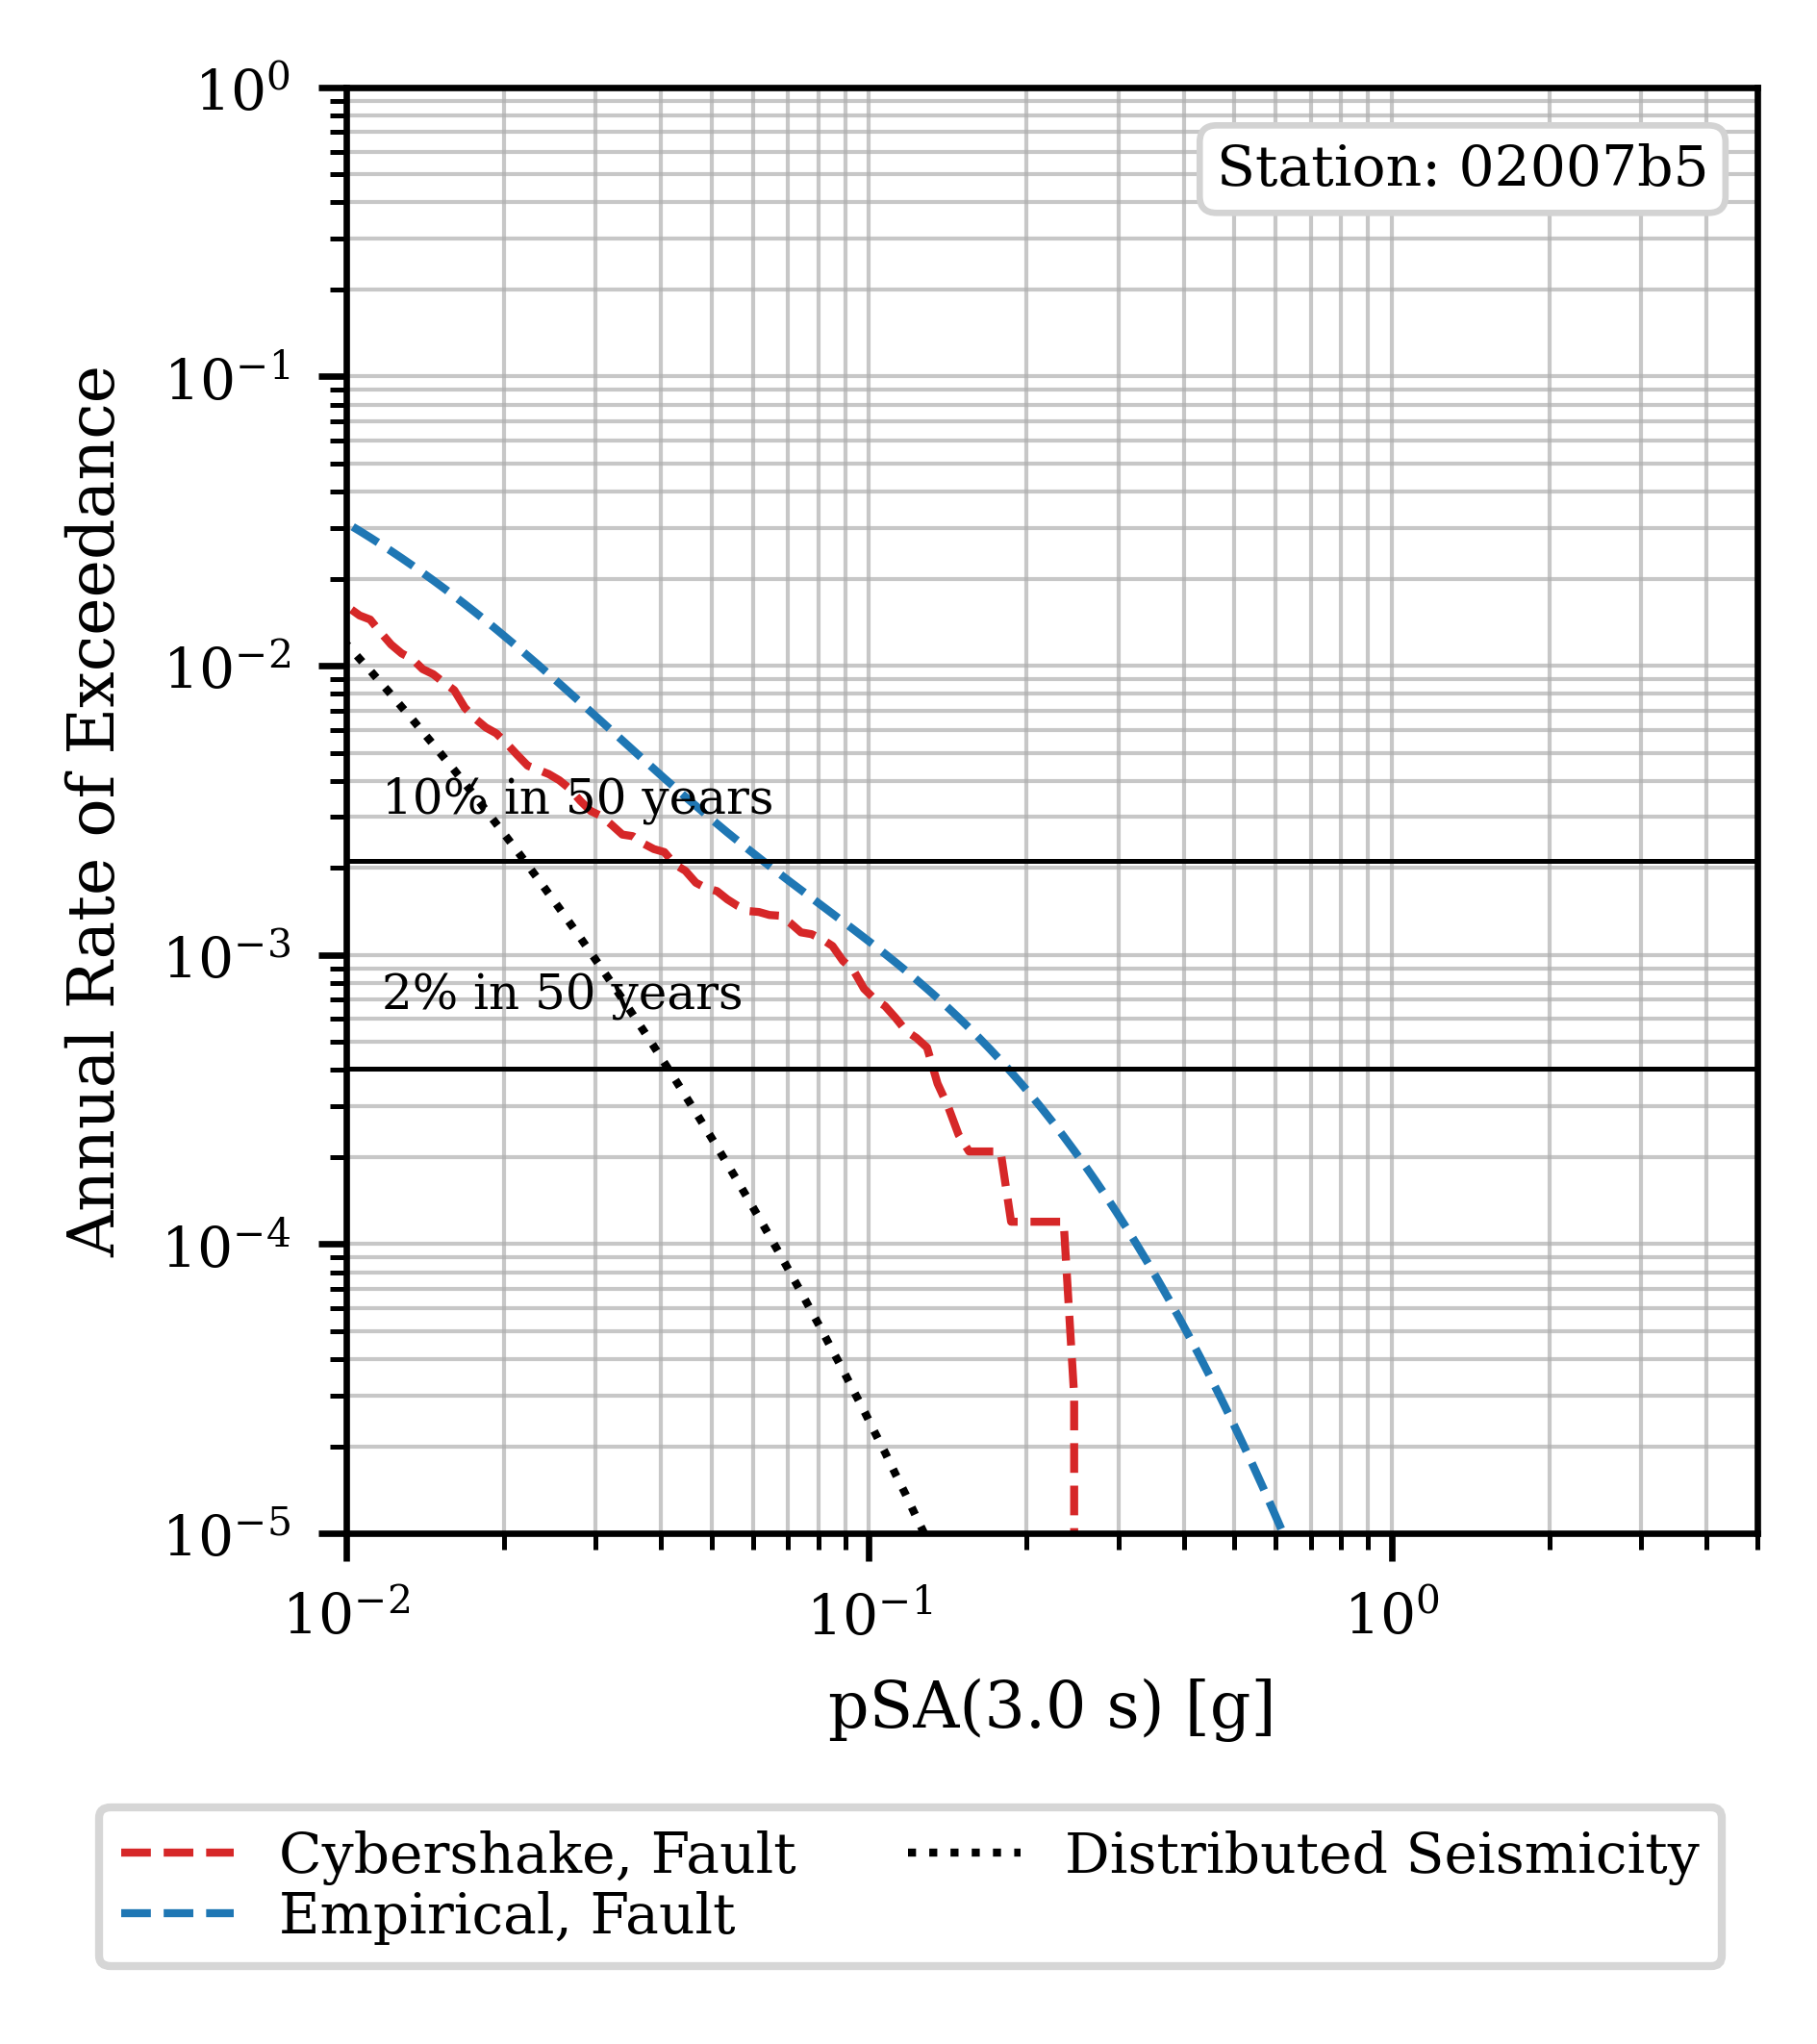 Station: 02007b5
10⁰
10⁻¹
10⁻²
10⁻³
10⁻⁴
10⁻⁵
Annual Rate of Exceedance
10% in 50 years
2% in 50 years
10⁻²
10⁻¹
10⁰
pSA(3.0 s) [g]
Cybershake, Fault
Empirical, Fault
Distributed Seismicity